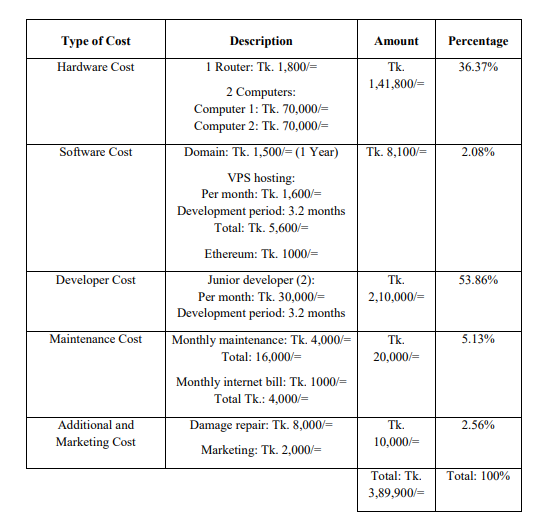 Type of Cost Description Amount Percentage
Hardware Cost 1 Router: Tk. 1,800/= Tk. 36.37%
1,41,800/=
2 Computers:
Computer 1: Tk. 70,000/=
Computer 2: Tk. 70,000/=
Software Cost Domain: Tk. 1,500/= (1 Year) Tk. 8,100/= 2.08%
VPS hosting:
Per month: Tk. 1,600/=
Development period: 3.2 months
Total: Tk. 5,600/=
Ethereum: Tk. 1000/=
Developer Cost Junior developer (2): Tk. 53.86%
Per month: Tk. 30,000/= 2,10,000/=
Development period: 3.2 months
Maintenance Cost Monthly maintenance: Tk. 4,000/= Tk. 5.13%
Total: 16,000/= 20,000/=
Monthly internet bill: Tk. 1000/=
Total Tk.: 4,000/=
Additional and Damage repair: Tk. 8,000/= Tk. 2.56%
Marketing Cost 10,000/=
Marketing: Tk. 2,000/=
Total: Tk. Total: 100%
3,89,900/=